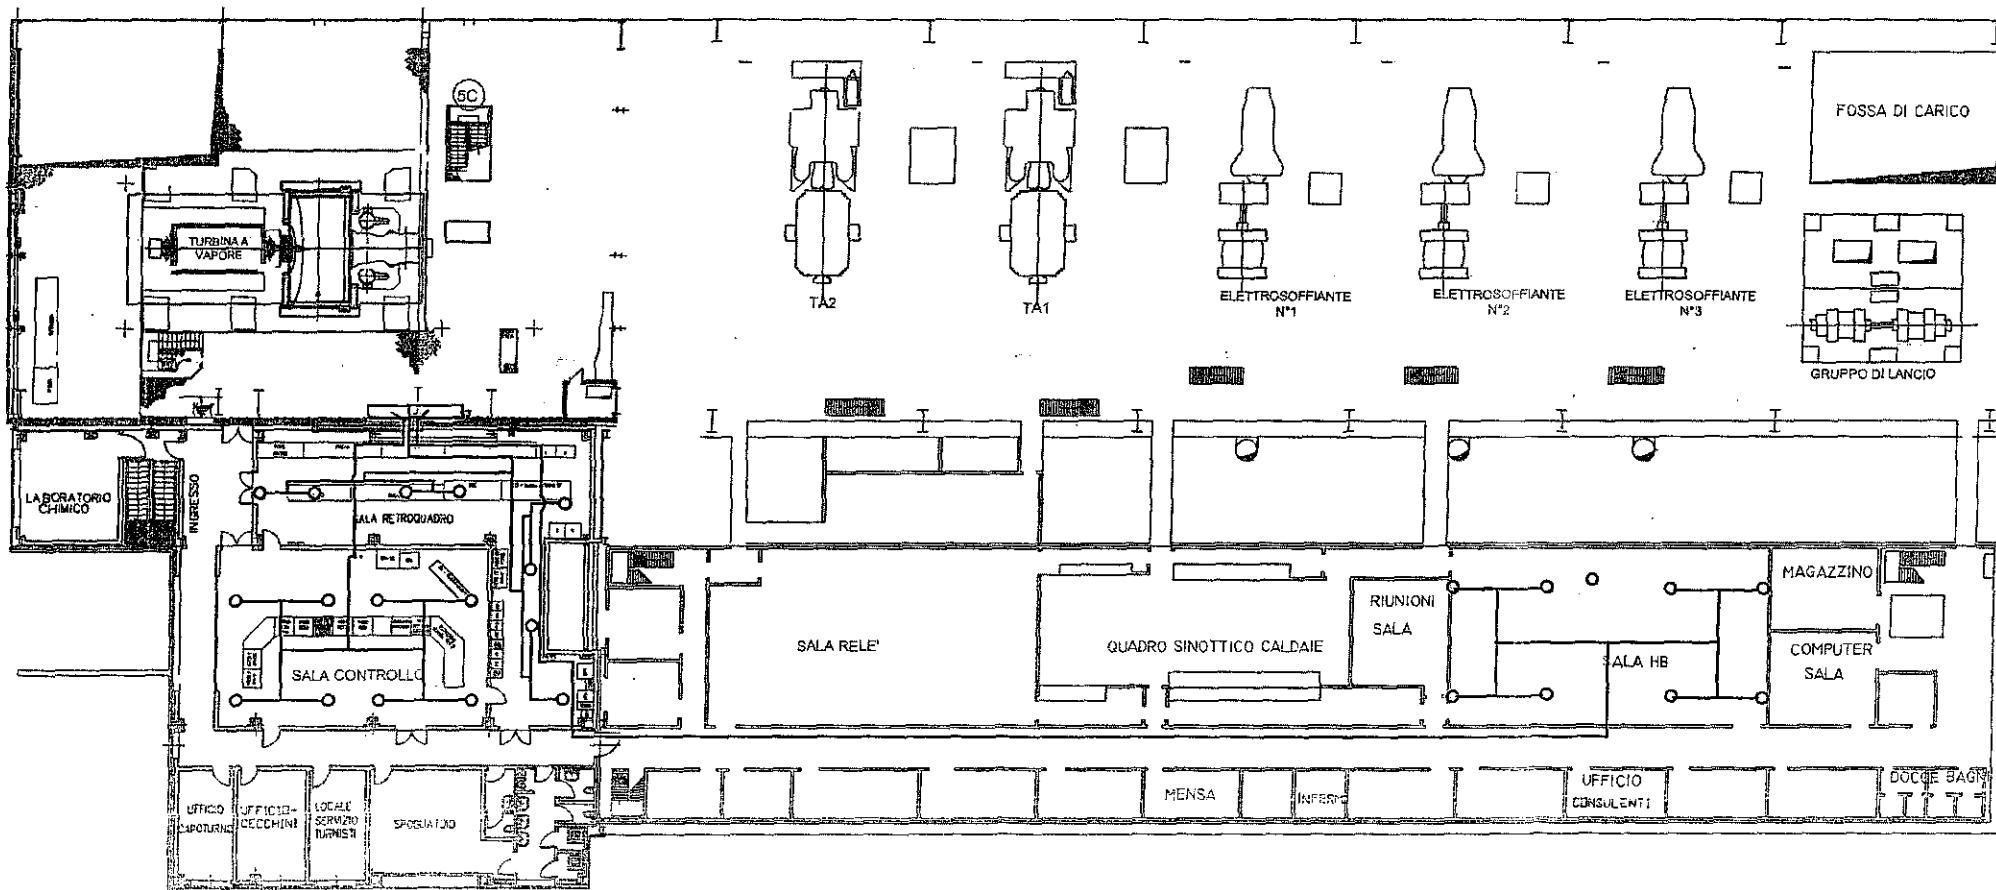 5C
FOSSA DI CARICO
TURBINA A
VAPORE
TA2
TA1
ELETTROSOFFIANTE
N°1
ELETTROSOFFIANTE
N°2
ELETTROSOFFIANTE
N°3
GRUPPO DI LANCIO
LABORATORIO
CHIMICO
INGRESSO
SALA RETROQUADRO
SALA CONTROLLO
SALA RELE'
QUADRO SINOTTICO CALDAIE
RIUNIONI
SALA
SALA HB
MAGAZZINO
COMPUTER
SALA
UFFICIO
CAPOTURNO
UFFICIO
CECCHINI
LOCALE
SERVIZIO
TURNISTI
SPOGLIATOIO
MENSA
INFERM
UFFICIO
CONSULENTI
DOCCE BAGNI